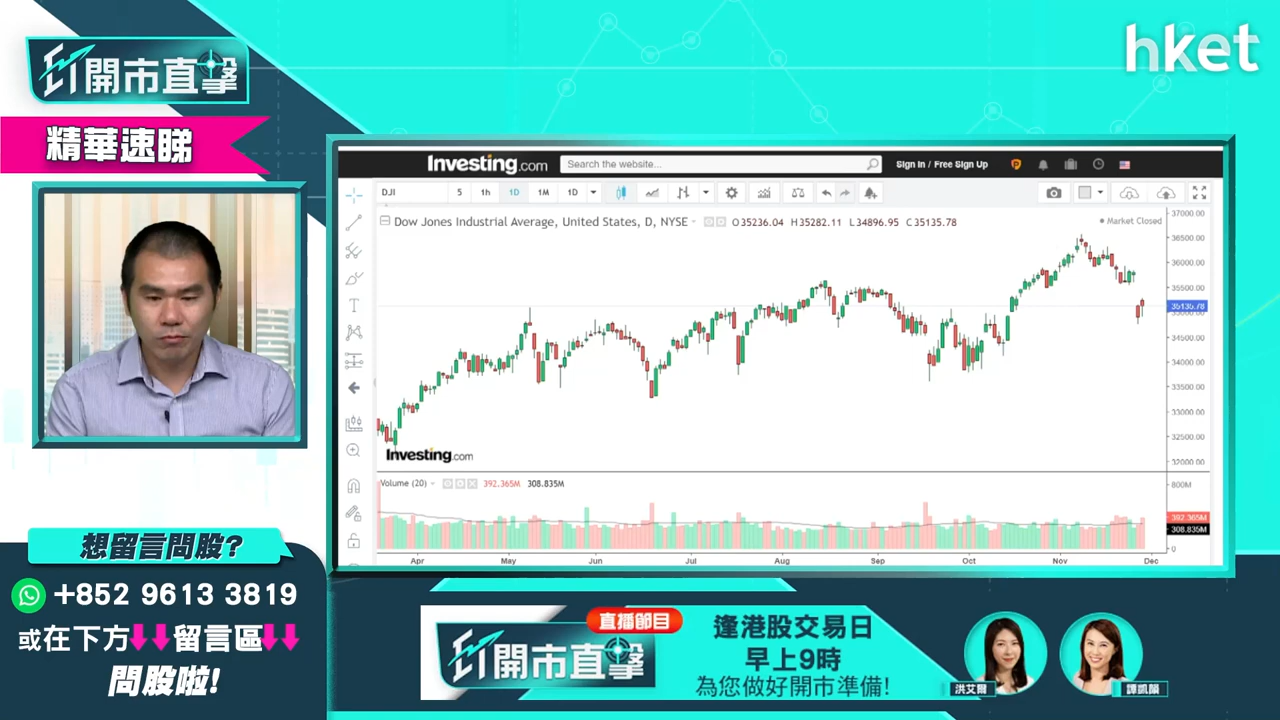 ET開市直擊
hket
精華速睇
Investing.com
Search the website...
Sign In / Free Sign Up
DJI
5
1h
1D
1M
1D
Dow Jones Industrial Average, United States, D, NYSE
O35236.04 H35282.11 L34896.95 C35135.78
Market Closed
37000.00
36500.00
36000.00
35500.00
35135.78
35000.00
34500.00
34000.00
33500.00
33000.00
32500.00
32000.00
Investing.com
Volume (20)
392.365M
308.835M
800M
392.365M
308.835M
0
Apr
May
Jun
Jul
Aug
Sep
Oct
Nov
Dec
想留言問股?
+852 9613 3819
或在下方留言區
問股啦!
直播節目
ET開市直擊
逢港股交易日
早上9時
為您做好開市準備!
洪艾爾
譚凱韻